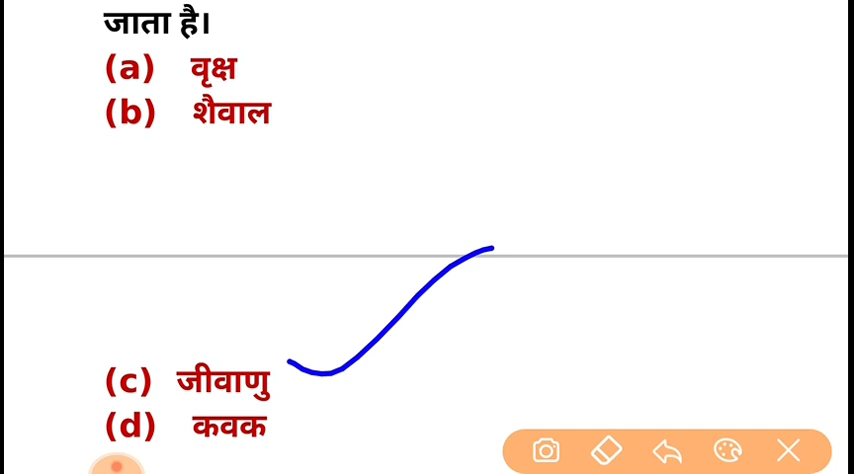 जाता है।
(a) वृक्ष
(b) शैवाल
(c) जीवाणु
(d) कवक